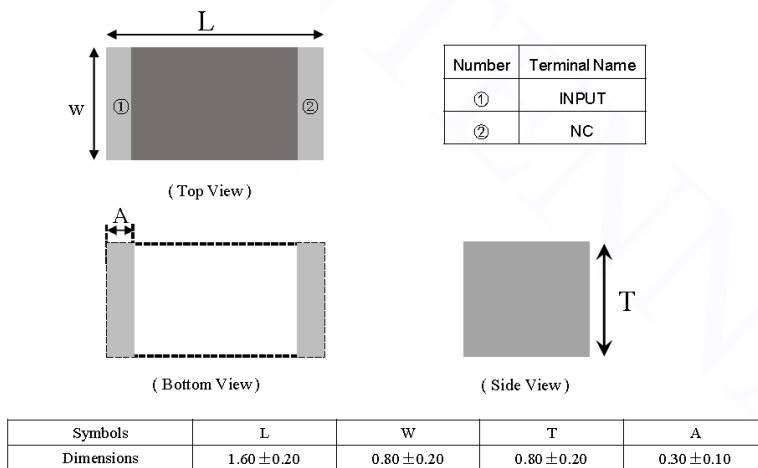 L
W
① ②
( Top View )
Number Terminal Name
① INPUT
② NC
A
( Bottom View)
T
( Side View )
Symbols L W T A
Dimensions 1.60±0.20 0.80±0.20 0.80±0.20 0.30±0.10